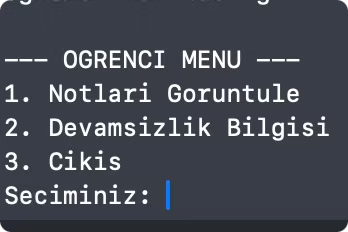 --- OGRENCI MENU ---
1. Notlari Goruntule
2. Devamsizlik Bilgisi
3. Cikis
Seciminiz: